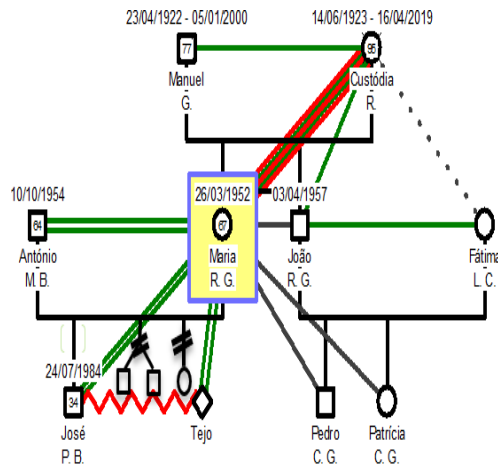 23/04/1922 - 05/01/2000
14/06/1923 - 16/04/2019
77
95
Manuel
G.
Custódia
R.
10/10/1954
26/03/1952
03/04/1957
64
67
António
M. B.
Maria
R. G.
João
R. G.
Fátima
L. C.
24/07/1984
34
José
P. B.
Tejo
Pedro
C. G.
Patrícia
C. G.